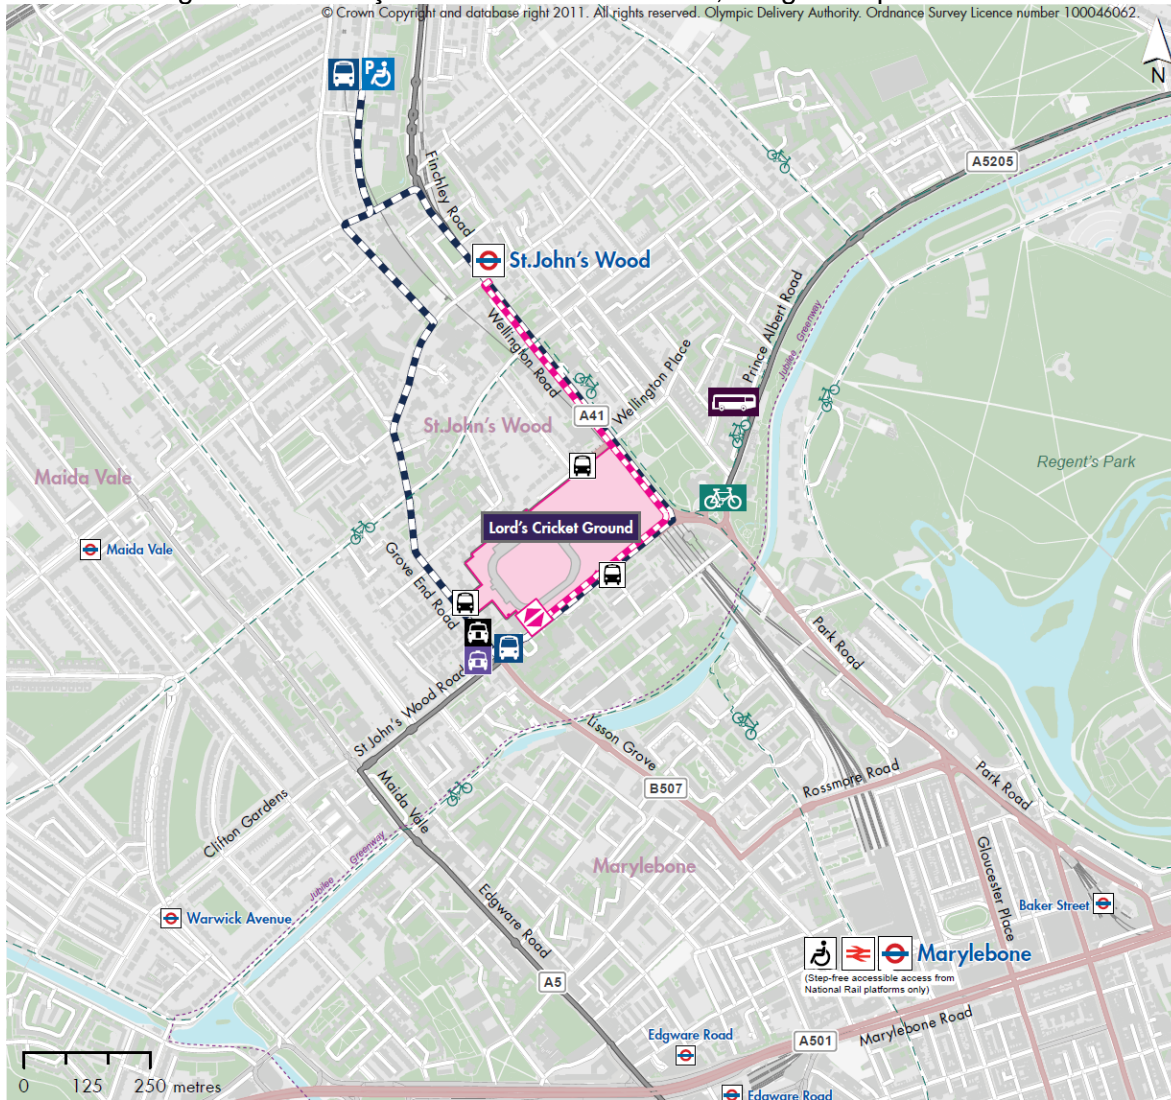 © Crown Copyright and database right 2011. All rights reserved. Olympic Delivery Authority. Ordnance Survey Licence number 100046062.
N
P
A5205
Finchley Road
St.John's Wood
Prince Albert Road
Jubilee Greenway
Wellington Road
Wellington Place
A41
St.John's Wood
Regent's Park
Maida Vale
Lord's Cricket Ground
Maida Vale
Grove End Road
Park Road
St John's Wood Road
Lisson Grove
Rossmore Road
Park Road
B507
Maida Vale
Clifton Gardens
Jubilee Greenway
Marylebone
Gloucester Place
Edgware Road
Baker Street
Warwick Avenue
Marylebone
(Step-free accessible access from
National Rail platforms only)
A5
Edgware Road
A501
Marylebone Road
0 125 250 metres
Edgware Road